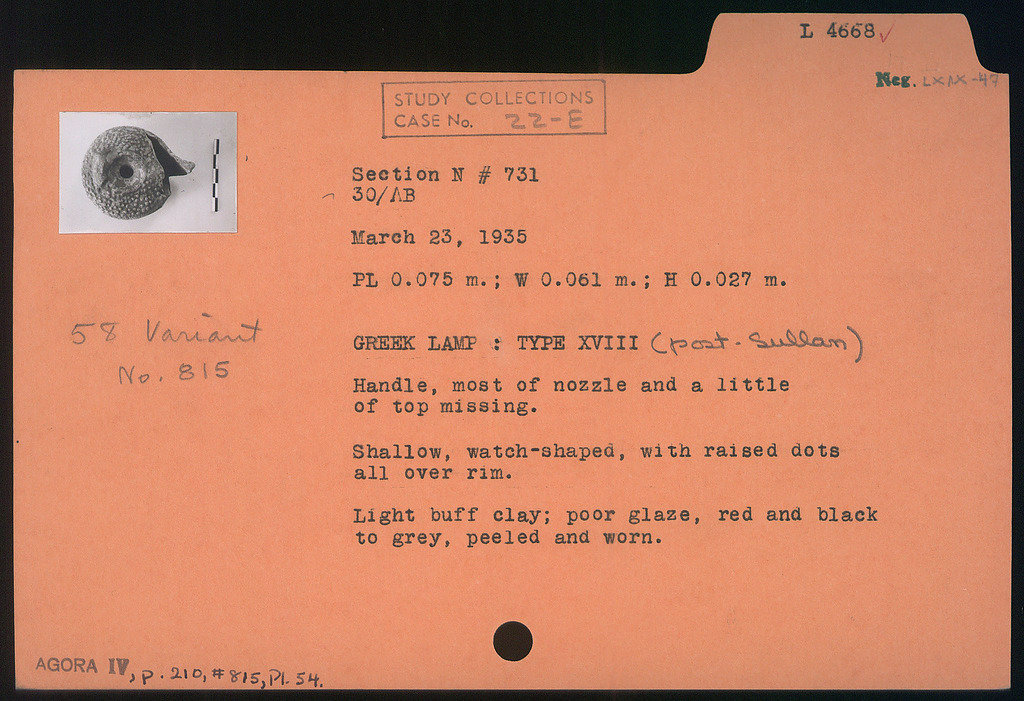 L 4668✓
Neg. LXIX-47
STUDY COLLECTIONS
CASE No. 22-E
Section N # 731
30/ΛΒ
March 23, 1935
PL 0.075 m.; W 0.061 m.; H 0.027 m.
58 Variant
No. 815
GREEK LAMP : TYPE XVIII (post-Sullan)
Handle, most of nozzle and a little
of top missing.
Shallow, watch-shaped, with raised dots
all over rim.
Light buff clay; poor glaze, red and black
to grey, peeled and worn.
AGORA IV, p. 210, #815, Pl. 54.